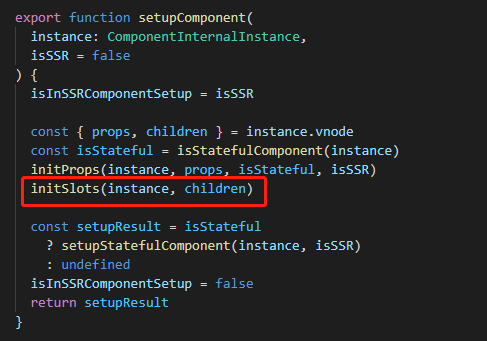 export function setupComponent(
instance: ComponentInternalInstance,
isSSR = false
) {
isInSSRComponentSetup = isSSR
const { props, children } = instance.vnode
const isStateful = isStatefulComponent(instance)
initProps(instance, props, isStateful, isSSR)
initSlots(instance, children)
const setupResult = isStateful
? setupStatefulComponent(instance, isSSR)
: undefined
isInSSRComponentSetup = false
return setupResult
}